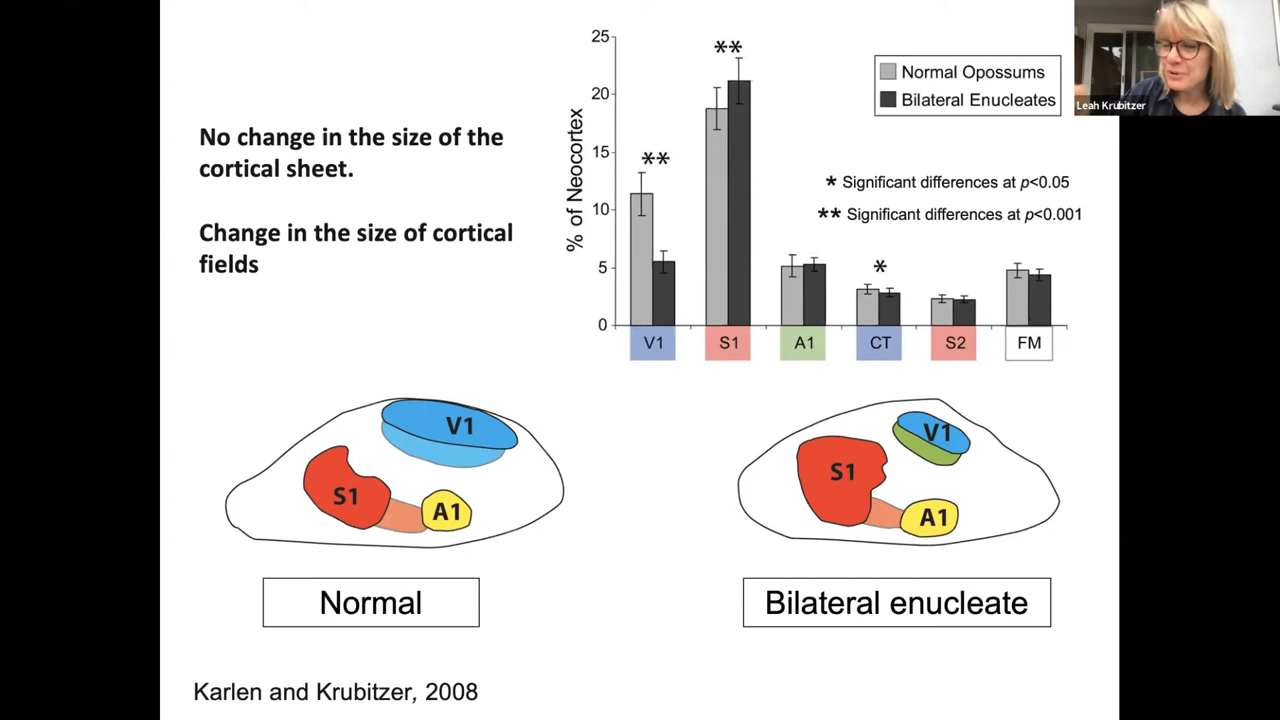 No change in the size of the
cortical sheet.
Change in the size of cortical
fields
25
20
15
10
5
0
% of Neocortex
**
**
*
Normal Opossums
Bilateral Enucleates
* Significant differences at p<0.05
** Significant differences at p<0.001
V1 S1 A1 CT S2 FM
Leah Krubitzer
V1
S1
A1
V1
S1
A1
Normal
Bilateral enucleate
Karlen and Krubitzer, 2008